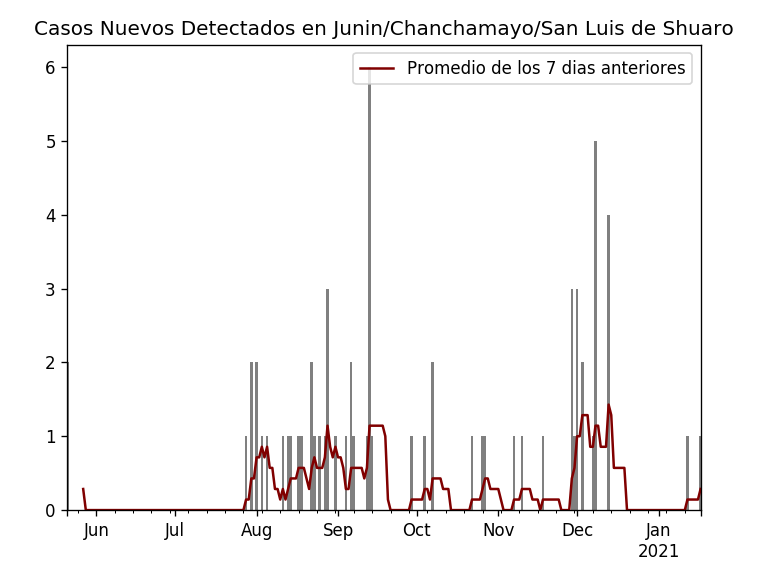 Casos Nuevos Detectados en Junin/Chanchamayo/San Luis de Shuaro
Promedio de los 7 dias anteriores
6
5
4
3
2
1
0
Jun Jul Aug Sep Oct Nov Dec Jan
2021